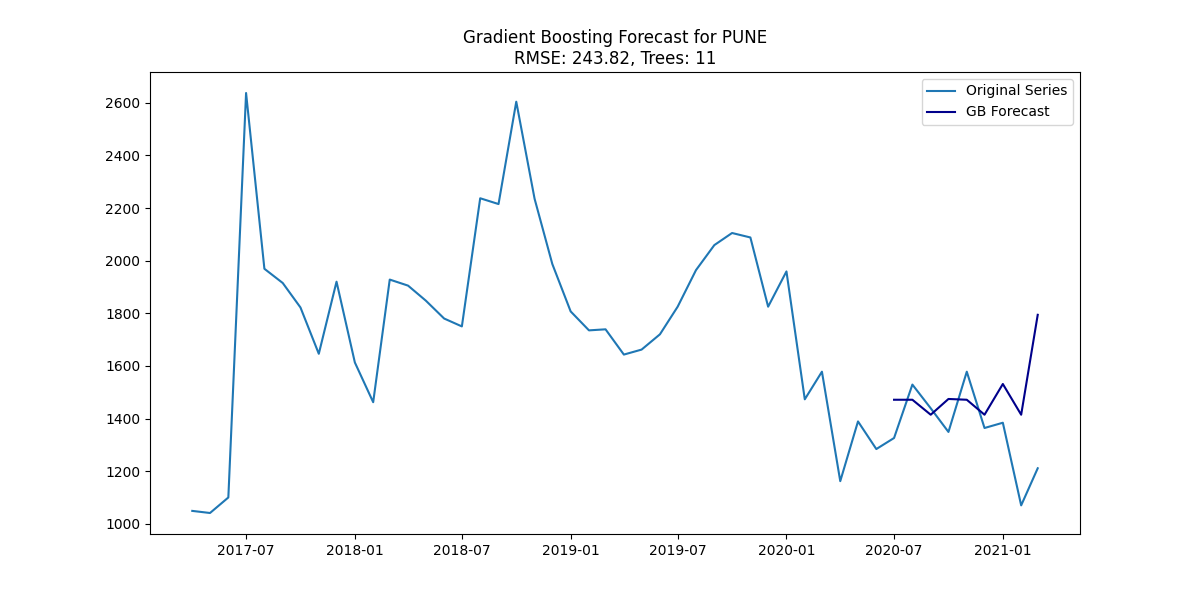 Gradient Boosting Forecast for PUNE
RMSE: 243.82, Trees: 11
Original Series
GB Forecast
2600
2400
2200
2000
1800
1600
1400
1200
1000
2017-07 2018-01 2018-07 2019-01 2019-07 2020-01 2020-07 2021-01